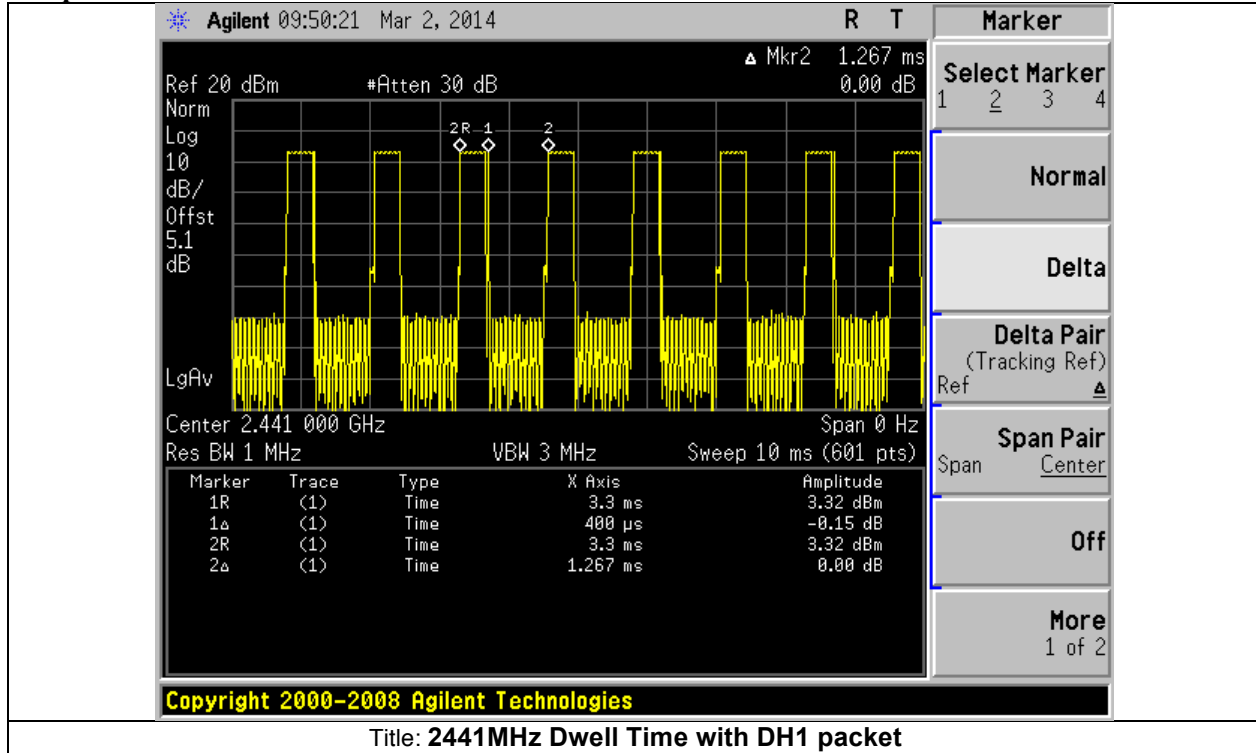 Agilent 09:50:21 Mar 2, 2014 R T
Δ Mkr2 1.267 ms
Ref 20 dBm #Atten 30 dB 0.00 dB
Norm
Log
10
dB/
Offst
5.1
dB
LgAv
2R 1 2
Center 2.441 000 GHz Span 0 Hz
Res BW 1 MHz VBW 3 MHz Sweep 10 ms (601 pts)
Marker Trace Type X Axis Amplitude
1R (1) Time 3.3 ms 3.32 dBm
1Δ (1) Time 400 µs -0.15 dB
2R (1) Time 3.3 ms 3.32 dBm
2Δ (1) Time 1.267 ms 0.00 dB
Marker
Select Marker
1 2 3 4
Normal
Delta
Delta Pair
(Tracking Ref)
Ref Δ
Span Pair
Span Center
Off
More
1 of 2
Copyright 2000-2008 Agilent Technologies
Title: 2441MHz Dwell Time with DH1 packet